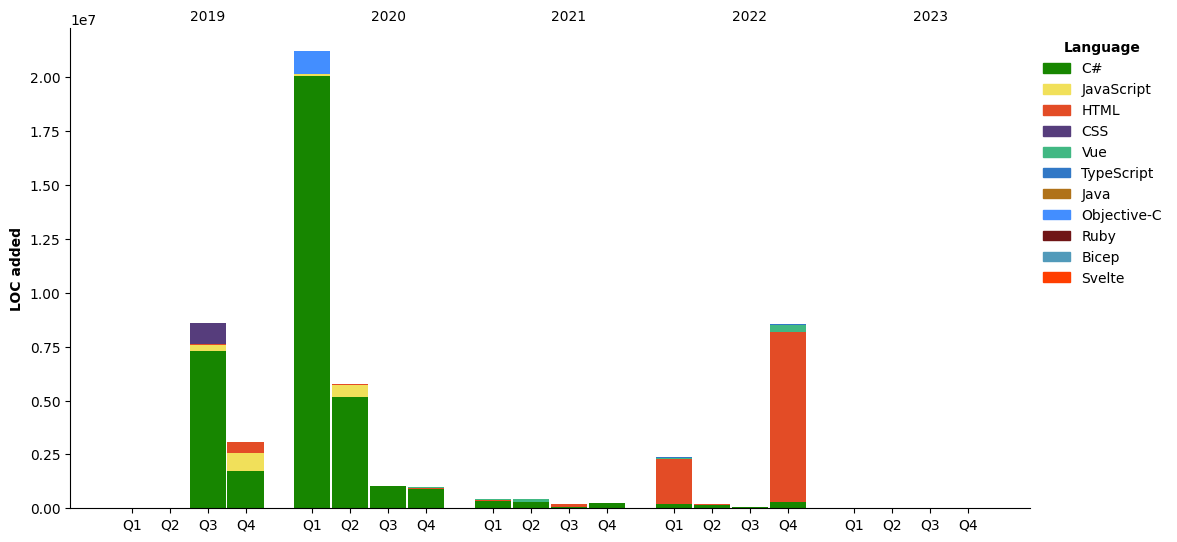 1e7
2019 2020 2021 2022 2023
2.00
1.75
1.50
1.25
1.00
0.75
0.50
0.25
0.00
LOC added
Q1 Q2 Q3 Q4 Q1 Q2 Q3 Q4 Q1 Q2 Q3 Q4 Q1 Q2 Q3 Q4 Q1 Q2 Q3 Q4
Language
C#
JavaScript
HTML
CSS
Vue
TypeScript
Java
Objective-C
Ruby
Bicep
Svelte